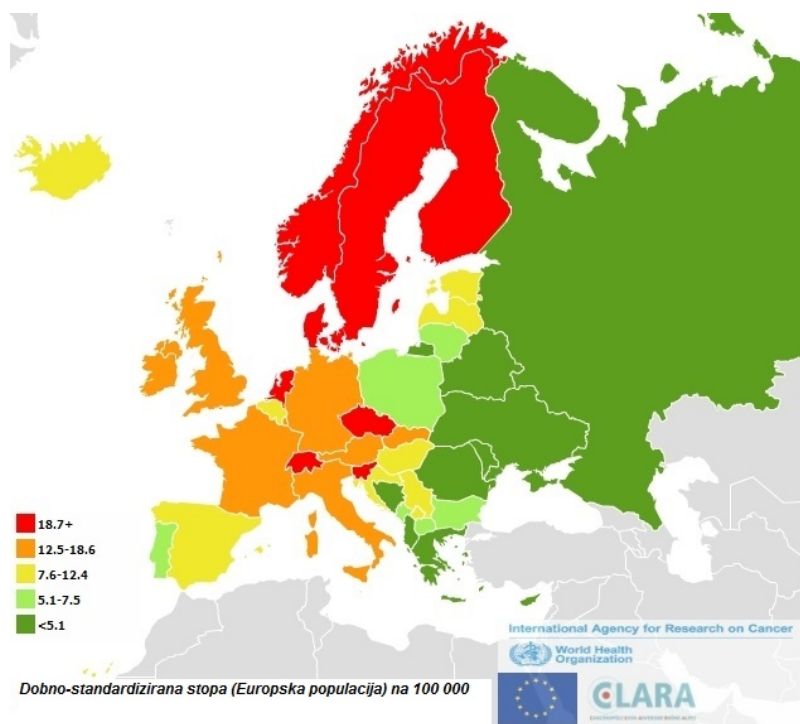 18.7+
12.5-18.6
7.6-12.4
5.1-7.5
<5.1
International Agency for Research on Cancer
World Health
Organization
Dobno-standardizirana stopa (Europska populacija) na 100 000
CLARA